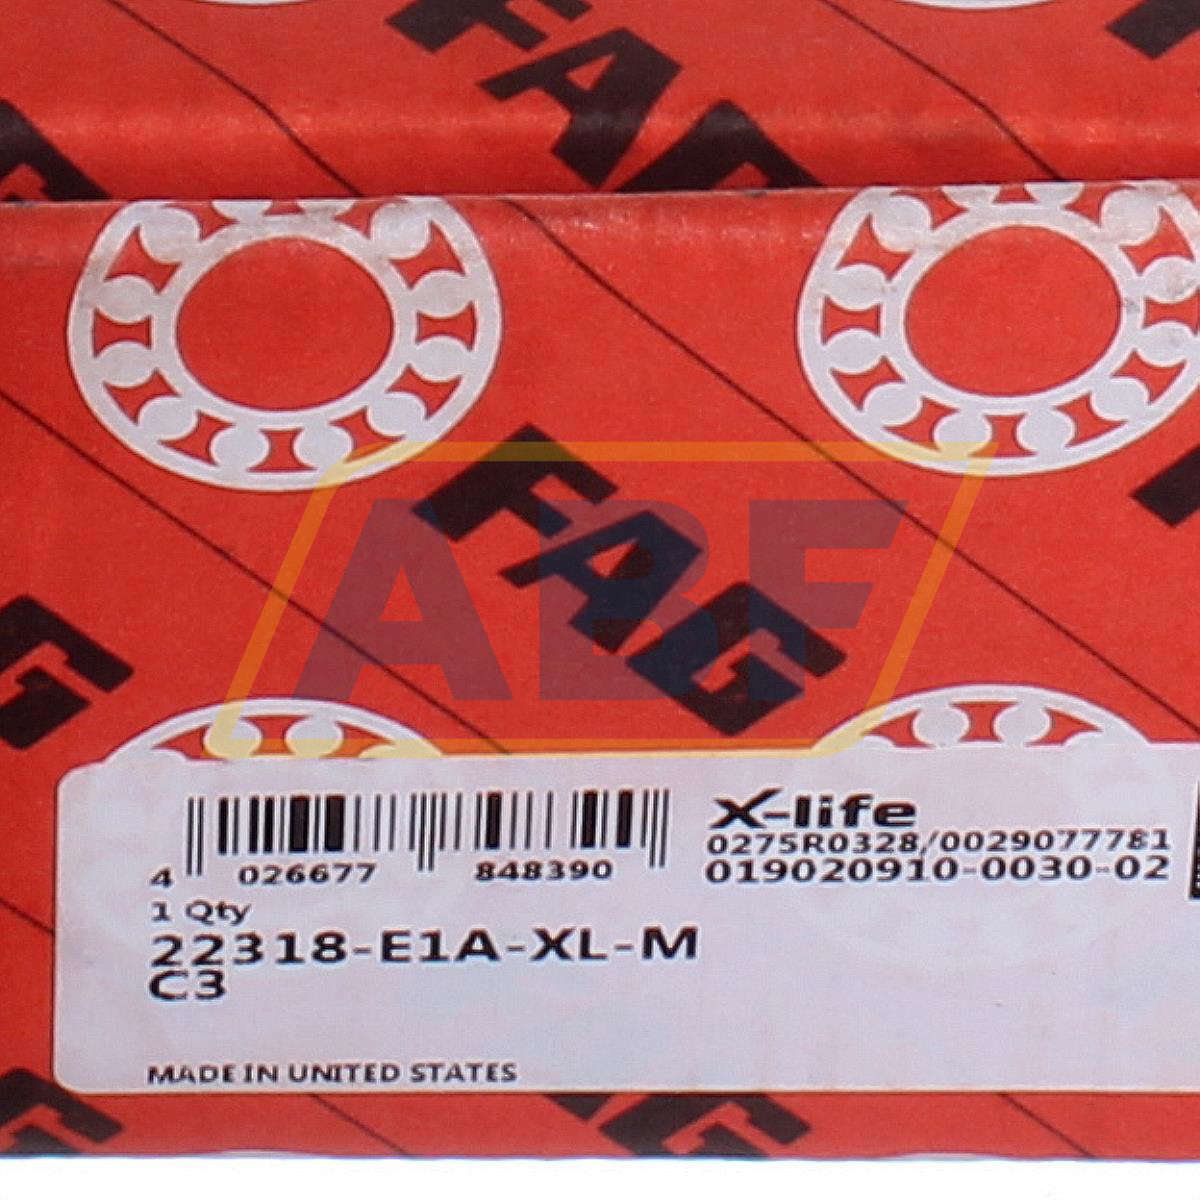 FAG
FAG
ABF
X-life
0275R0328/0029077781
019020910-0030-02
4 026677 848390
1 Qty
22318-E1A-XL-M
C3
MADE IN UNITED STATES
FAG